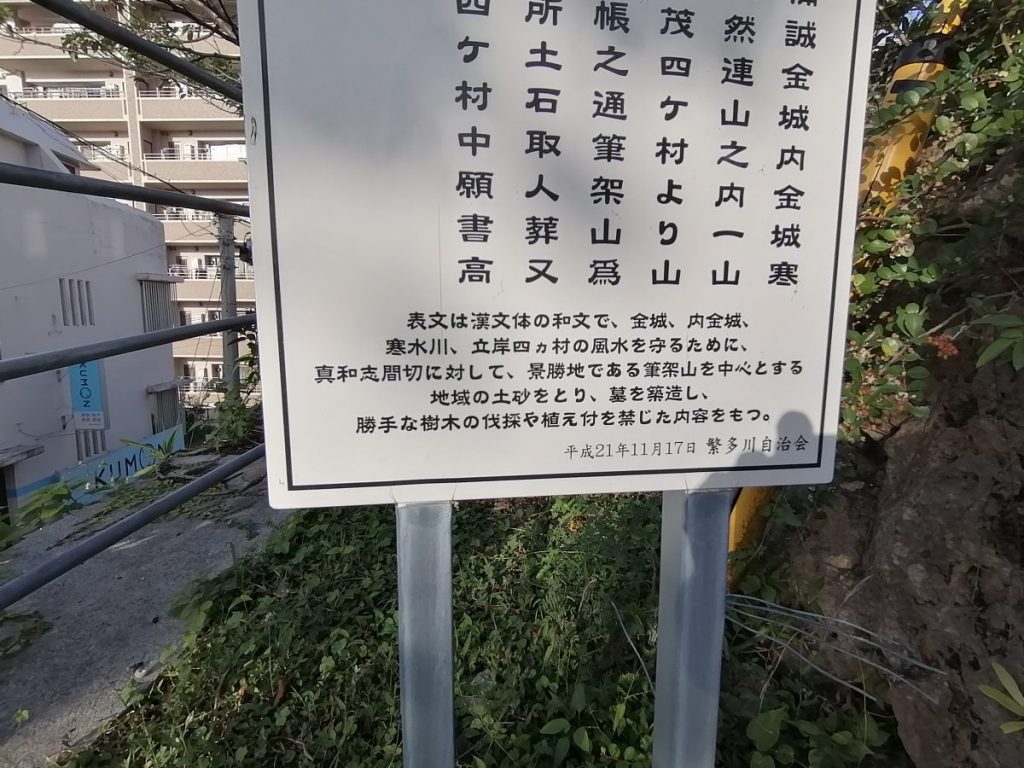 誠金城内金城寒
然連山之内一山
茂四ケ村より山
帳之通筆架山爲
所土石取人葬又
四ケ村中願書高
表文は漢文体の和文で、金城、内金城、
寒水川、立岸四ヵ村の風水を守るために、
真和志間切に対して、景勝地である筆架山を中心とする
地域の土砂をとり、墓を築造し、
勝手な樹木の伐採や植え付を禁じた内容をもつ。
平成21年11月17日 繁多川自治会
KUMON
KUMO